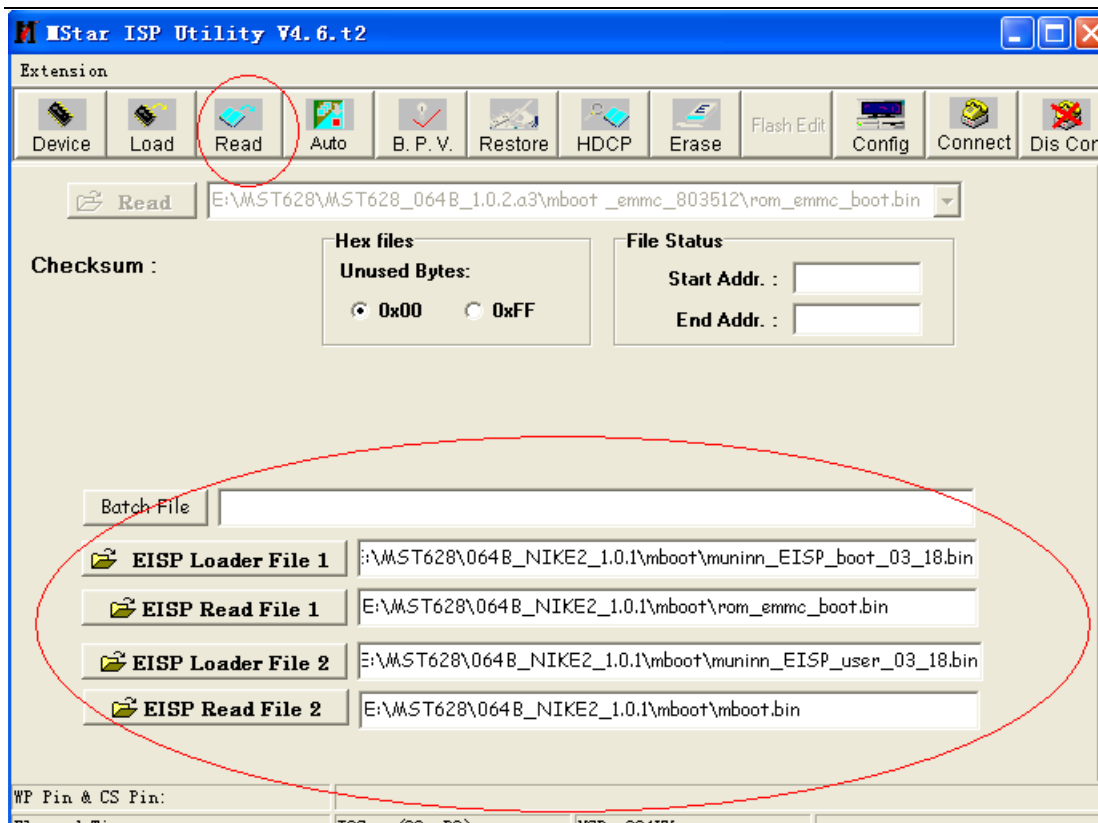 MStar ISP Utility V4.6.t2
Extension
Device Load Read Auto B. P. V. Restore HDCP Erase Flash Edit Config Connect Dis Con
Read E:\MST628\MST628_064B_1.0.2.a3\mboot _emmc_803512\rom_emmc_boot.bin
Hex files File Status
Checksum : Unused Bytes: Start Addr. :
0x00 0xFF End Addr. :
Batch File
EISP Loader File 1 :\MST628\064B_NIKE2_1.0.1\mboot\muninn_EISP_boot_03_18.bin
EISP Read File 1 E:\MST628\064B_NIKE2_1.0.1\mboot\rom_emmc_boot.bin
EISP Loader File 2 E:\MST628\064B_NIKE2_1.0.1\mboot\muninn_EISP_user_03_18.bin
EISP Read File 2 E:\MST628\064B_NIKE2_1.0.1\mboot\mboot.bin
WP Pin & CS Pin: